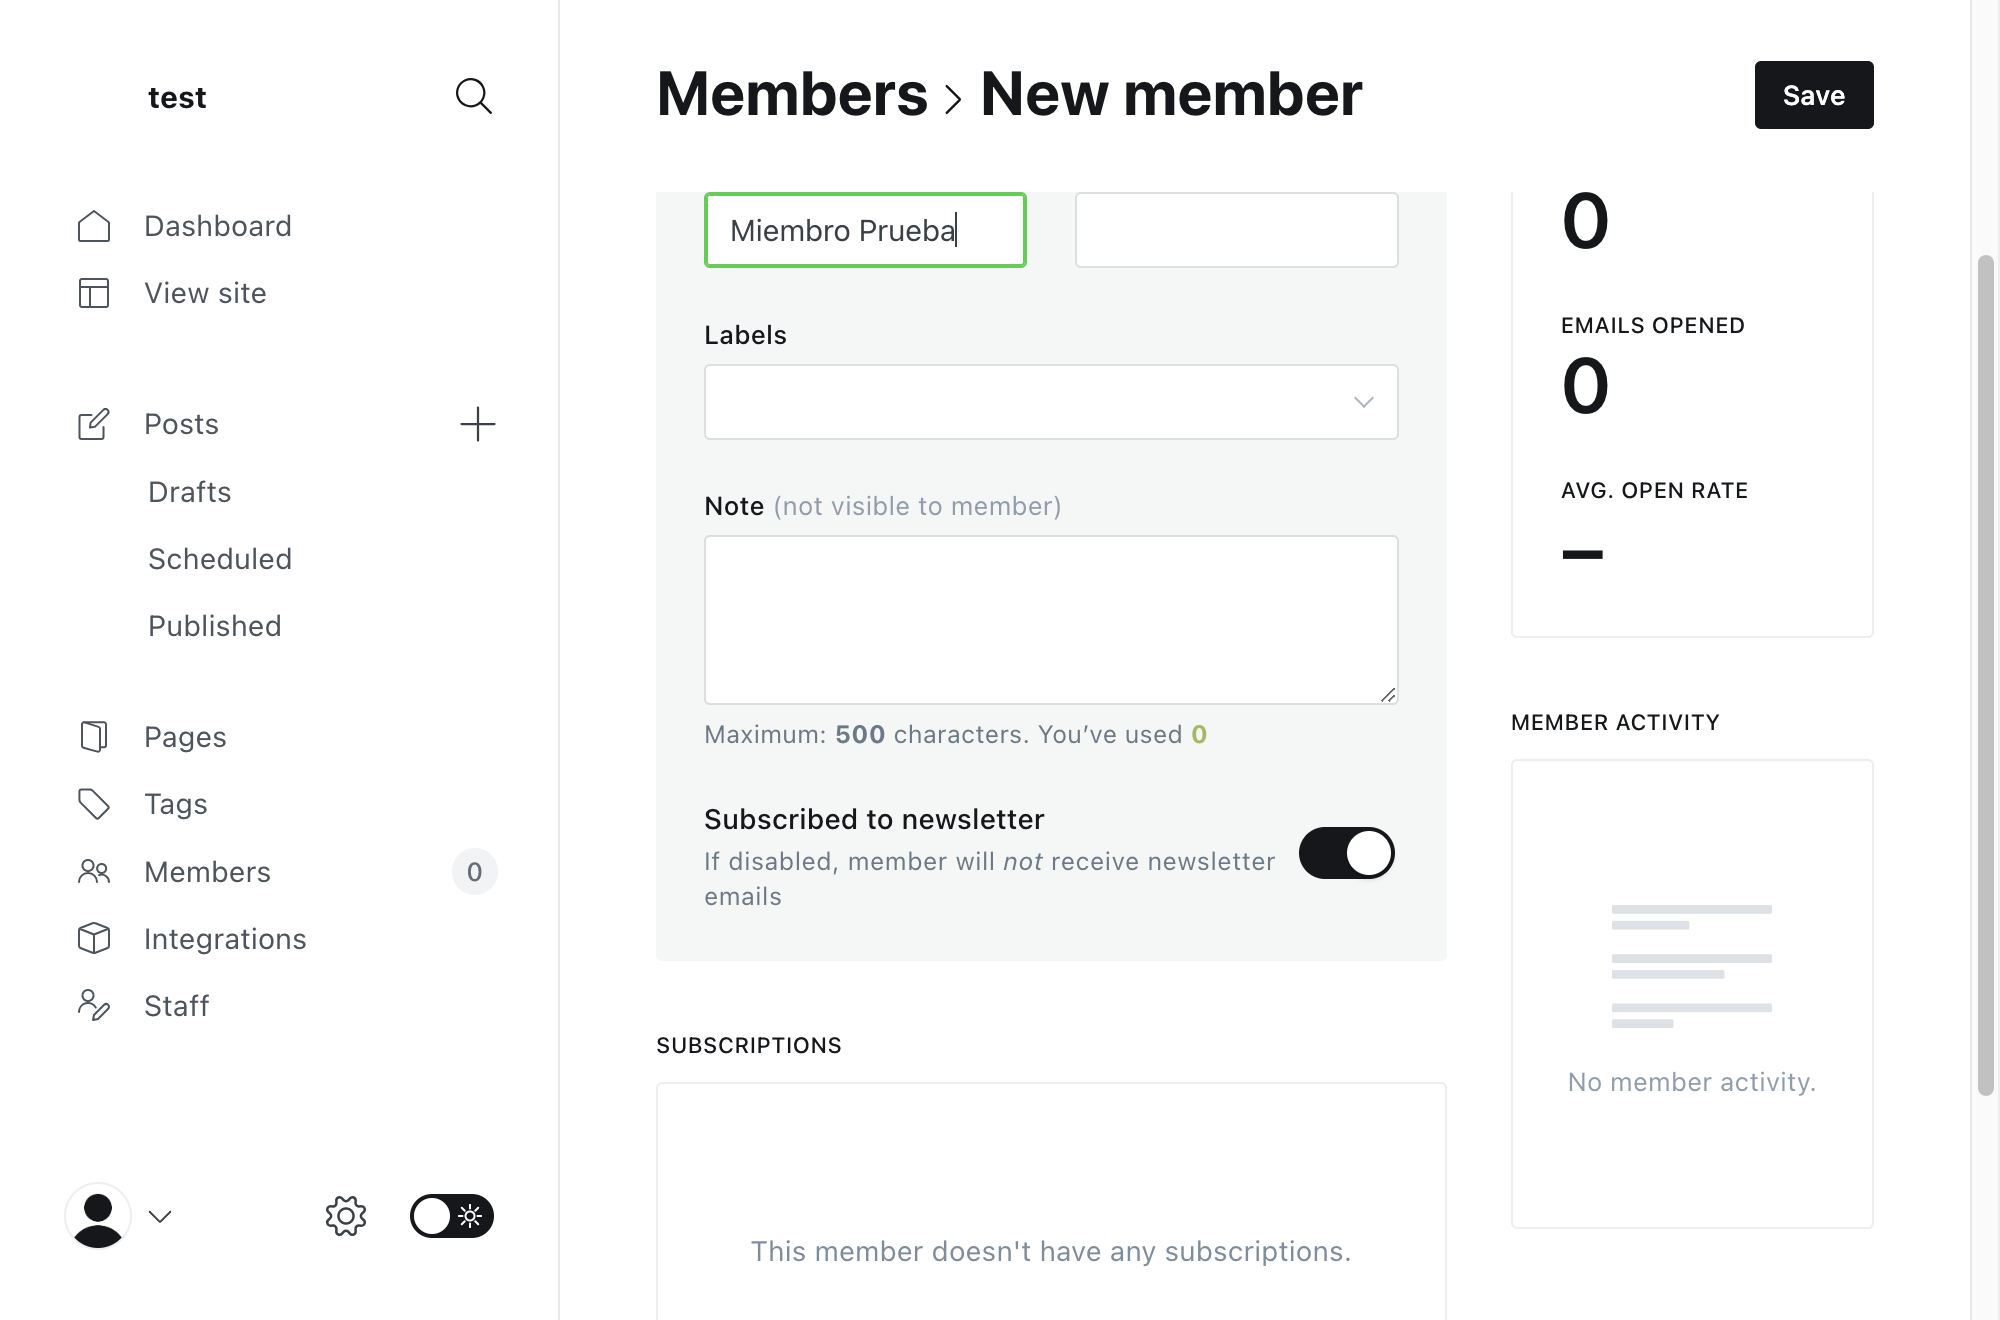 test
Dashboard
View site
Posts
Drafts
Scheduled
Published
Pages
Tags
Members 0
Integrations
Staff
Members New member
Save
Miembro Prueba
Labels
Note (not visible to member)
Maximum: 500 characters. You’ve used 0
Subscribed to newsletter
If disabled, member will not receive newsletter
emails
SUBSCRIPTIONS
This member doesn't have any subscriptions.
0
EMAILS OPENED
0
AVG. OPEN RATE
–
MEMBER ACTIVITY
No member activity.